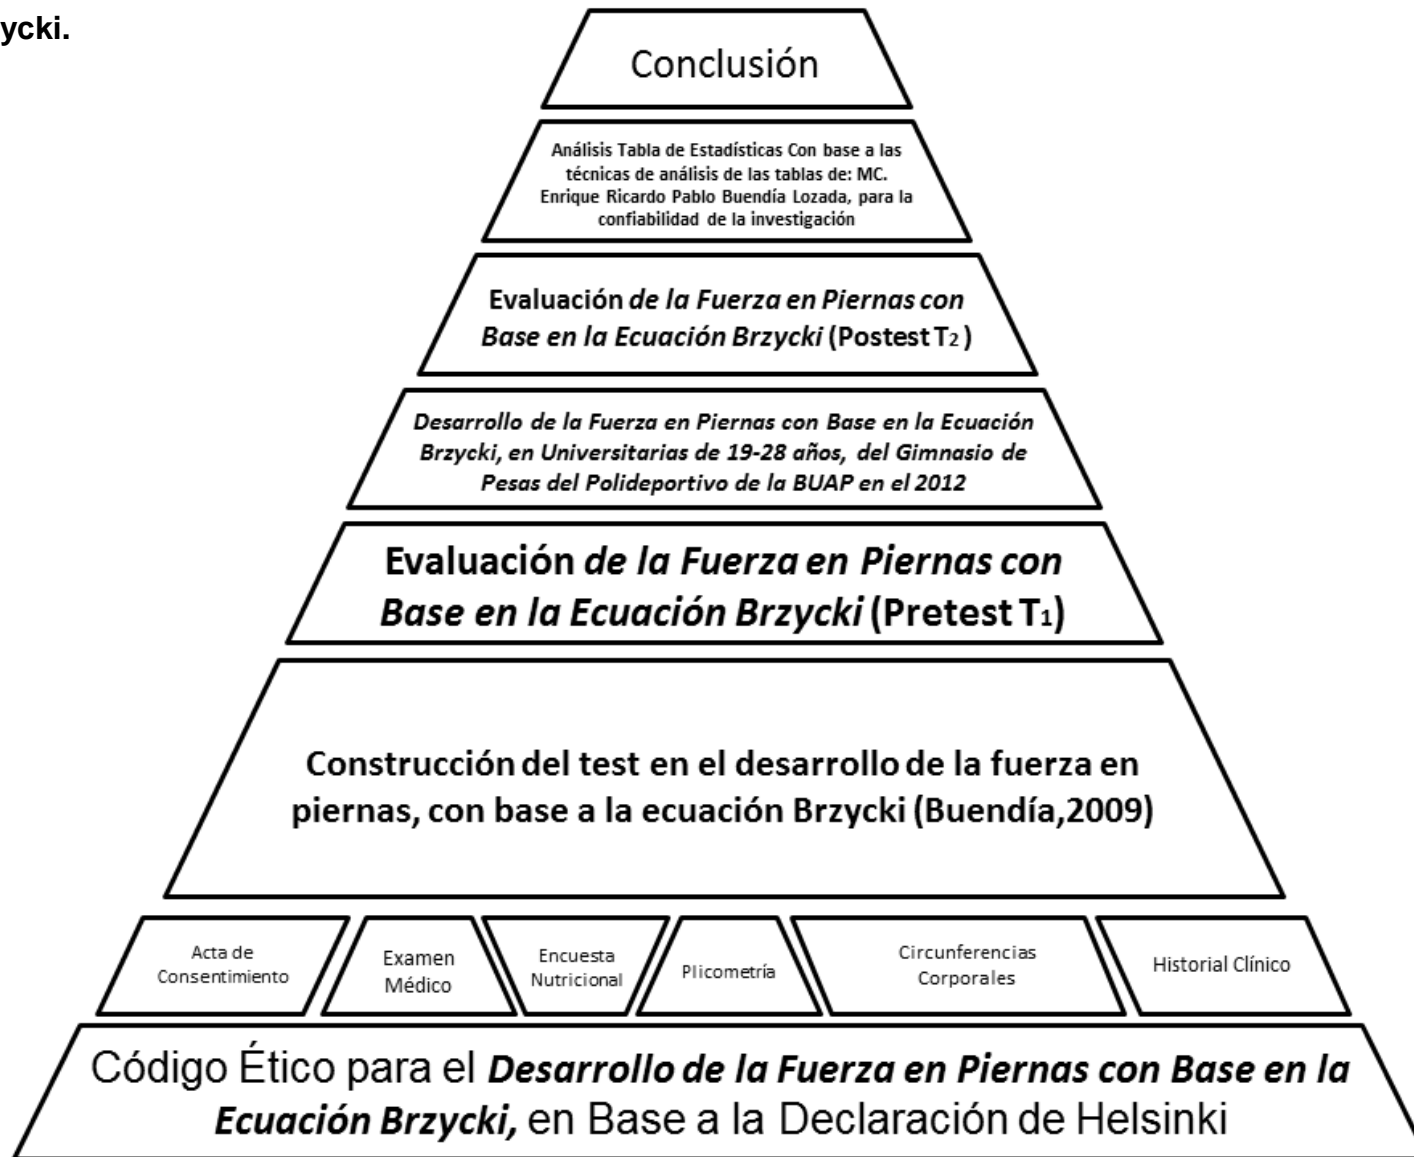 ycki.
Conclusión
Análisis Tabla de Estadísticas Con base a las
técnicas de análisis de las tablas de: MC.
Enrique Ricardo Pablo Buendía Lozada, para la
confiabilidad de la investigación
Evaluación de la Fuerza en Piernas con
Base en la Ecuación Brzycki (Postest T2 )
Desarrollo de la Fuerza en Piernas con Base en la Ecuación
Brzycki, en Universitarias de 19-28 años, del Gimnasio de
Pesas del Polideportivo de la BUAP en el 2012
Evaluación de la Fuerza en Piernas con
Base en la Ecuación Brzycki (Pretest T1)
Construcción del test en el desarrollo de la fuerza en
piernas, con base a la ecuación Brzycki (Buendía,2009)
Acta de
Consentimiento
Examen
Médico
Encuesta
Nutricional
Plicometría
Circunferencias
Corporales
Historial Clínico
Código Ético para el Desarrollo de la Fuerza en Piernas con Base en la
Ecuación Brzycki, en Base a la Declaración de Helsinki